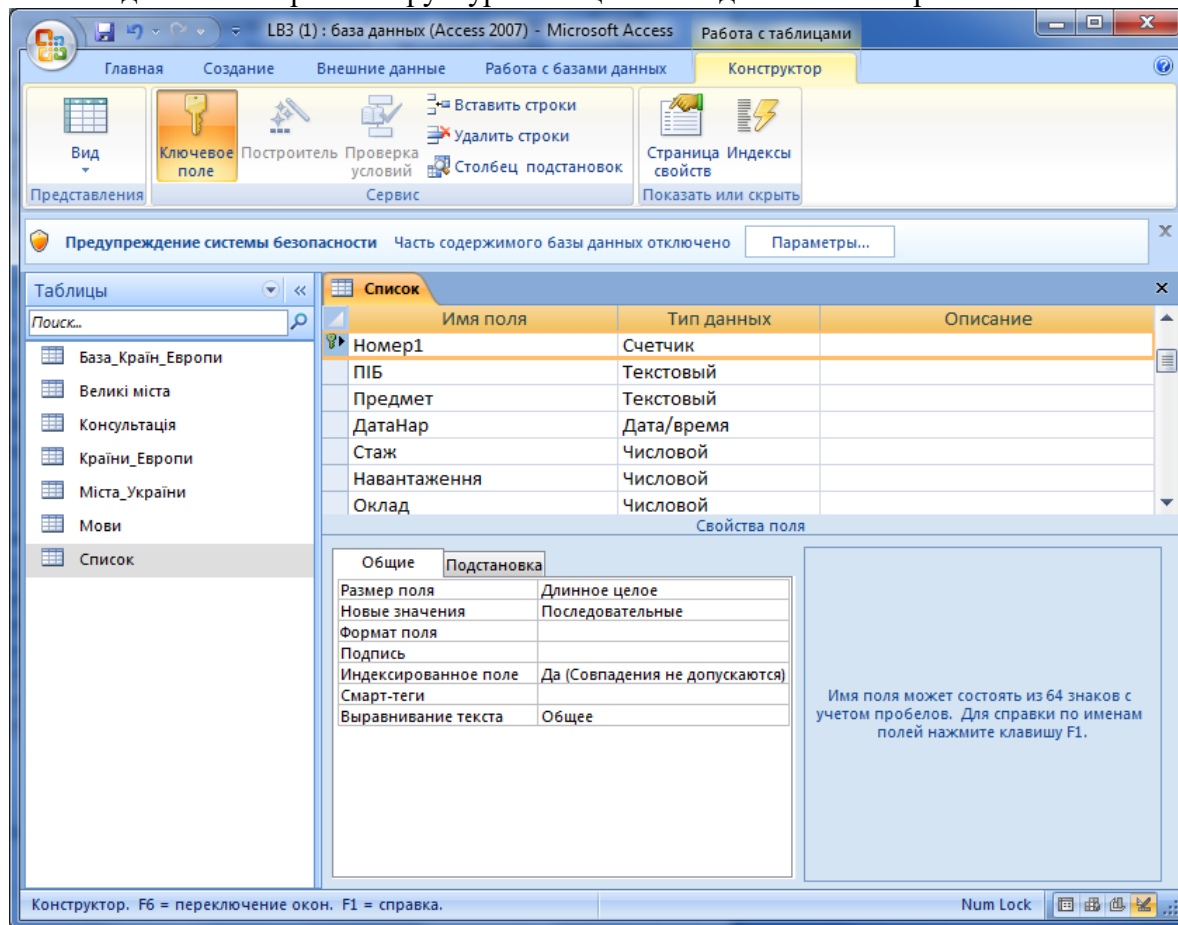 LB3 (1) : база данных (Access 2007) - Microsoft Access
Работа с таблицами
Главная Создание Внешние данные Работа с базами данных Конструктор
Вид
Ключевое поле
Построитель
Проверка условий
Вставить строки
Удалить строки
Столбец подстановок
Страница свойств
Индексы
Представления Сервис Показать или скрыть
Предупреждение системы безопасности Часть содержимого базы данных отключено Параметры...
Таблицы
Поиск...
База_Країн_Европи
Великі міста
Консультація
Країни_Европи
Міста_України
Мови
Список
Список
Имя поля Тип данных Описание
Номер1 Счетчик
ПІБ Текстовый
Предмет Текстовый
ДатаНар Дата/время
Стаж Числовой
Навантаження Числовой
Оклад Числовой
Свойства поля
Общие Подстановка
Размер поля Длинное целое
Новые значения Последовательные
Формат поля
Подпись
Индексированное поле Да (Совпадения не допускаются)
Смарт-теги
Выравнивание текста Общее
Имя поля может состоять из 64 знаков с
учетом пробелов. Для справки по именам
полей нажмите клавишу F1.
Конструктор. F6 = переключение окон. F1 = справка. Num Lock